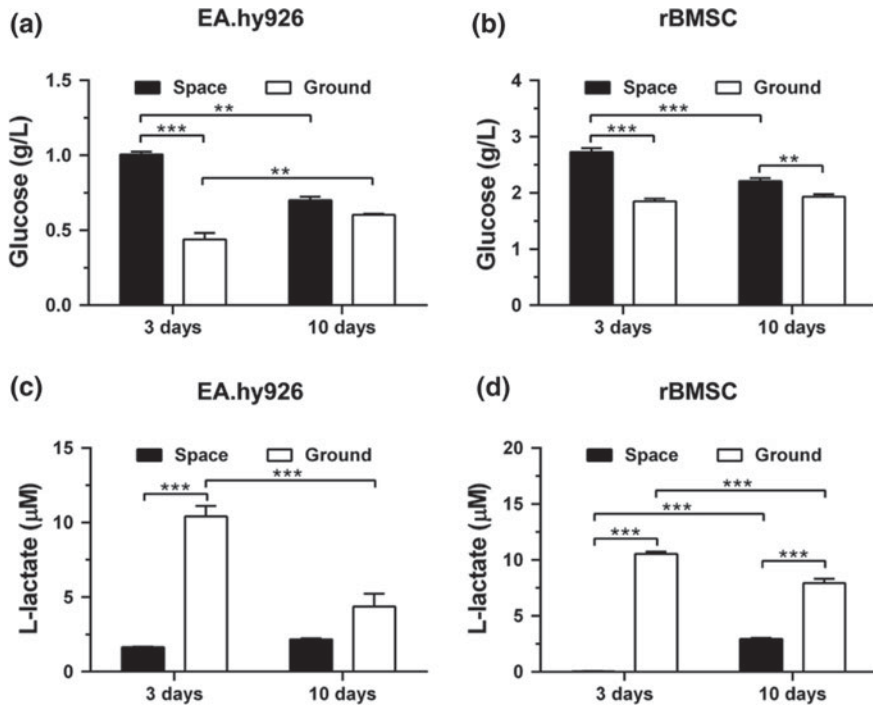 (a)
EA.hy926
Space
Ground
Glucose (g/L)
1.5
1.0
0.5
0.0
**
***
**
3 days
10 days
(b)
rBMSC
Space
Ground
Glucose (g/L)
4
3
2
1
0
***
***
**
3 days
10 days
(c)
EA.hy926
Space
Ground
L-lactate (μM)
15
10
5
0
***
***
3 days
10 days
(d)
rBMSC
Space
Ground
L-lactate (μM)
20
15
10
5
0
***
***
***
***
3 days
10 days